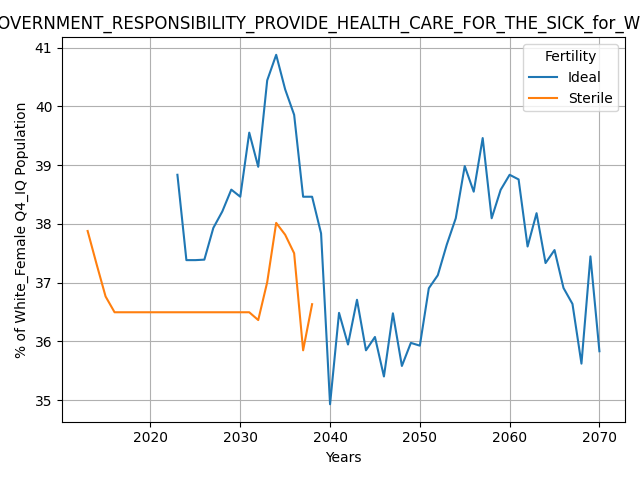 OVERNMENT_RESPONSIBILITY_PROVIDE_HEALTH_CARE_FOR_THE_SICK_for_W
Fertility
Ideal
Sterile
41
40
39
38
37
36
35
% of White_Female Q4_IQ Population
2020 2030 2040 2050 2060 2070
Years